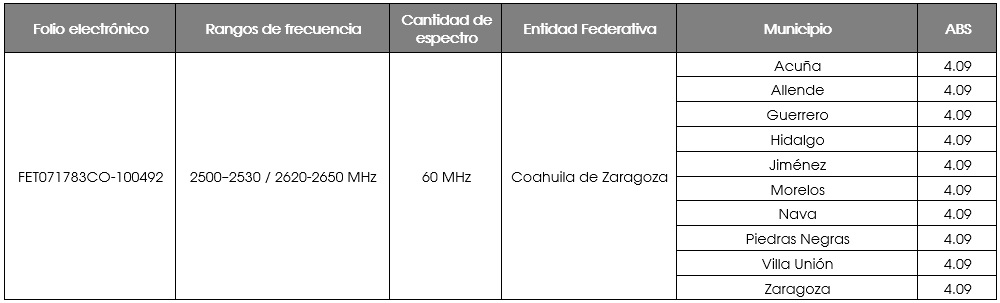 Folio electrónico Rangos de frecuencia Cantidad de espectro Entidad Federativa Municipio ABS
FET071783CO-100492 2500–2530 / 2620-2650 MHz 60 MHz Coahuila de Zaragoza
Acuña 4.09
Allende 4.09
Guerrero 4.09
Hidalgo 4.09
Jiménez 4.09
Morelos 4.09
Nava 4.09
Piedras Negras 4.09
Villa Unión 4.09
Zaragoza 4.09